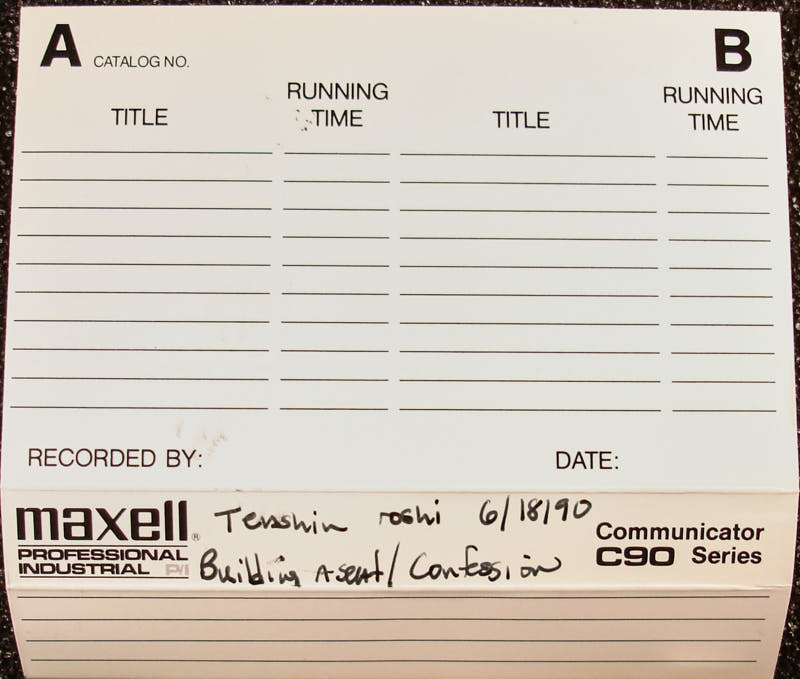 A CATALOG NO. B
TITLE RUNNING TIME TITLE RUNNING TIME
RECORDED BY: DATE:
maxell® Tenshin roshi 6/18/90 Communicator
PROFESSIONAL INDUSTRIAL P/I Building Asent/Confession C90 Series